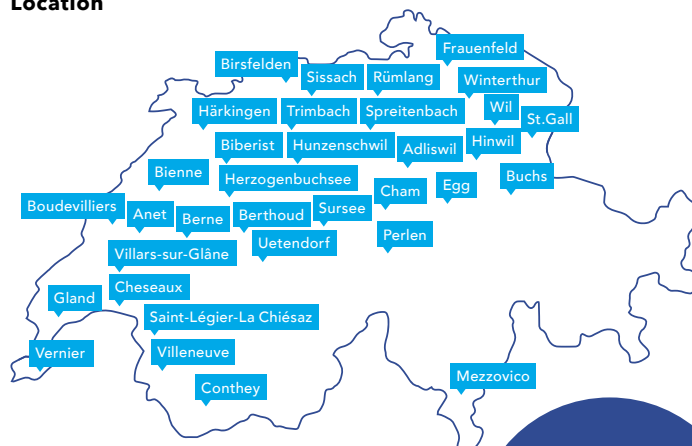 Location
Frauenfeld
Birsfelden
Sissach
Rümlang
Winterthur
Härkingen
Trimbach
Spreitenbach
Wil
St.Gall
Biberist
Hunzenschwil
Adliswil
Hinwil
Bienne
Herzogenbuchsee
Cham
Egg
Buchs
Boudevilliers
Anet
Berne
Berthoud
Sursee
Uetendorf
Perlen
Villars-sur-Glâne
Cheseaux
Gland
Saint-Légier-La Chiésaz
Vernier
Villeneuve
Conthey
Mezzovico